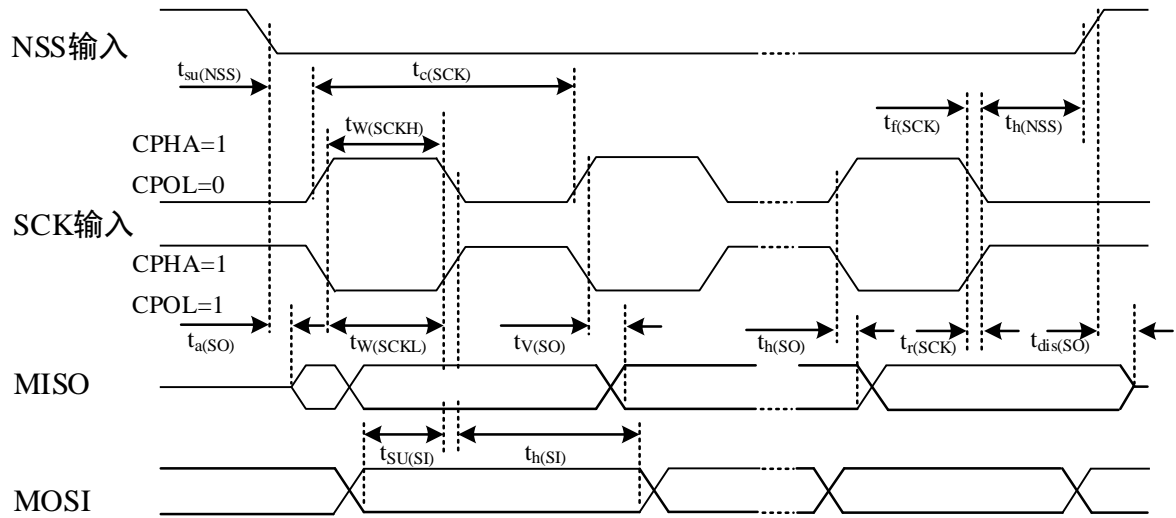 NSS输入
tsu(NSS)
tc(SCK)
tf(SCK)
th(NSS)
tW(SCKH)
CPHA=1
CPOL=0
SCK输入
CPHA=1
CPOL=1
ta(SO)
tW(SCKL)
tV(SO)
th(SO)
tr(SCK)
tdis(SO)
MISO
tSU(SI)
th(SI)
MOSI